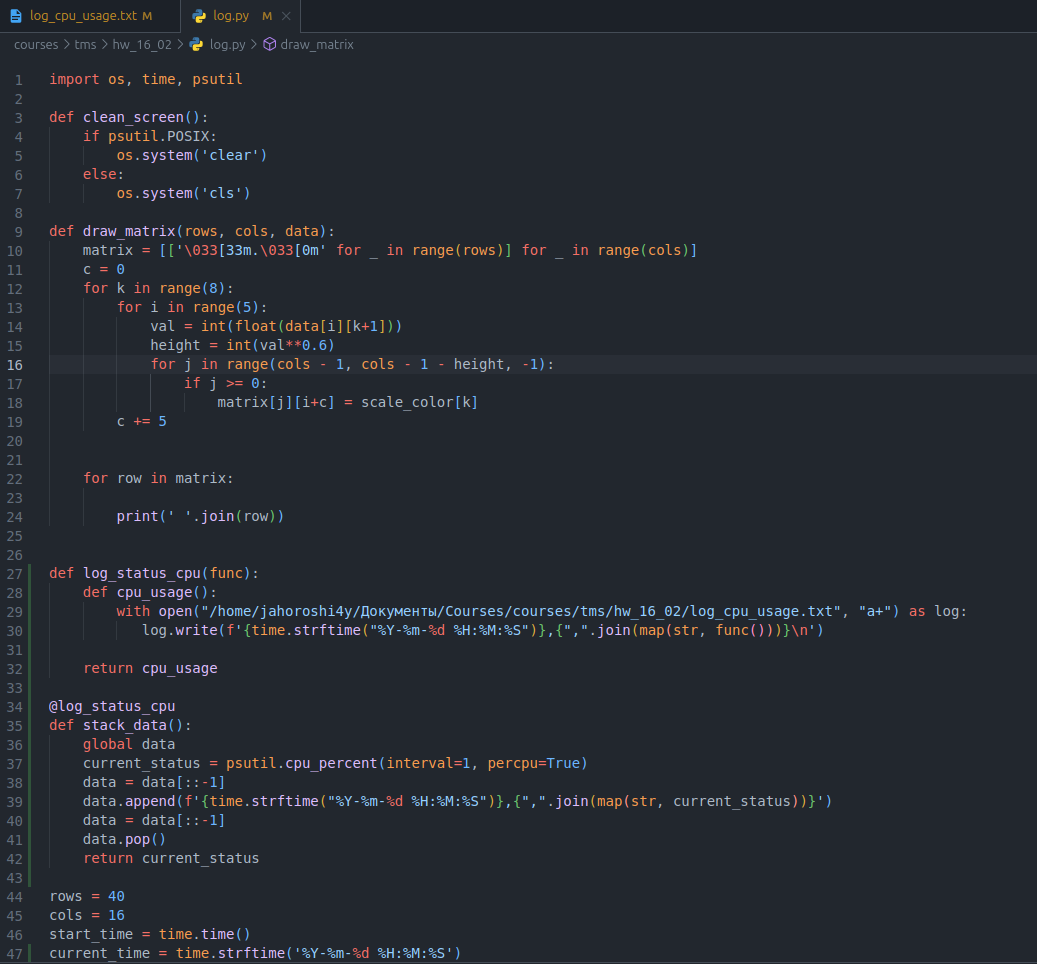 log_cpu_usage.txt M
log.py M
courses > tms > hw_16_02 > log.py > draw_matrix
1 import os, time, psutil
2
3 def clean_screen():
4     if psutil.POSIX:
5         os.system('clear')
6     else:
7         os.system('cls')
8
9 def draw_matrix(rows, cols, data):
10     matrix = [['\033[33m.\033[0m' for _ in range(rows)] for _ in range(cols)]
11     c = 0
12     for k in range(8):
13         for i in range(5):
14             val = int(float(data[i][k+1]))
15             height = int(val**0.6)
16             for j in range(cols - 1, cols - 1 - height, -1):
17                 if j >= 0:
18                     matrix[j][i+c] = scale_color[k]
19         c += 5
20
21
22     for row in matrix:
23
24         print(' '.join(row))
25
26
27 def log_status_cpu(func):
28     def cpu_usage():
29         with open("/home/jahoroshi4y/Документы/Courses/courses/tms/hw_16_02/log_cpu_usage.txt", "a+") as log:
30            log.write(f'{time.strftime("%Y-%m-%d %H:%M:%S")},{",".join(map(str, func()))}\n')
31
32     return cpu_usage
33
34 @log_status_cpu
35 def stack_data():
36     global data
37     current_status = psutil.cpu_percent(interval=1, percpu=True)
38     data = data[::-1]
39     data.append(f'{time.strftime("%Y-%m-%d %H:%M:%S")},{",".join(map(str, current_status))}')
40     data = data[::-1]
41     data.pop()
42     return current_status
43
44 rows = 40
45 cols = 16
46 start_time = time.time()
47 current_time = time.strftime('%Y-%m-%d %H:%M:%S')